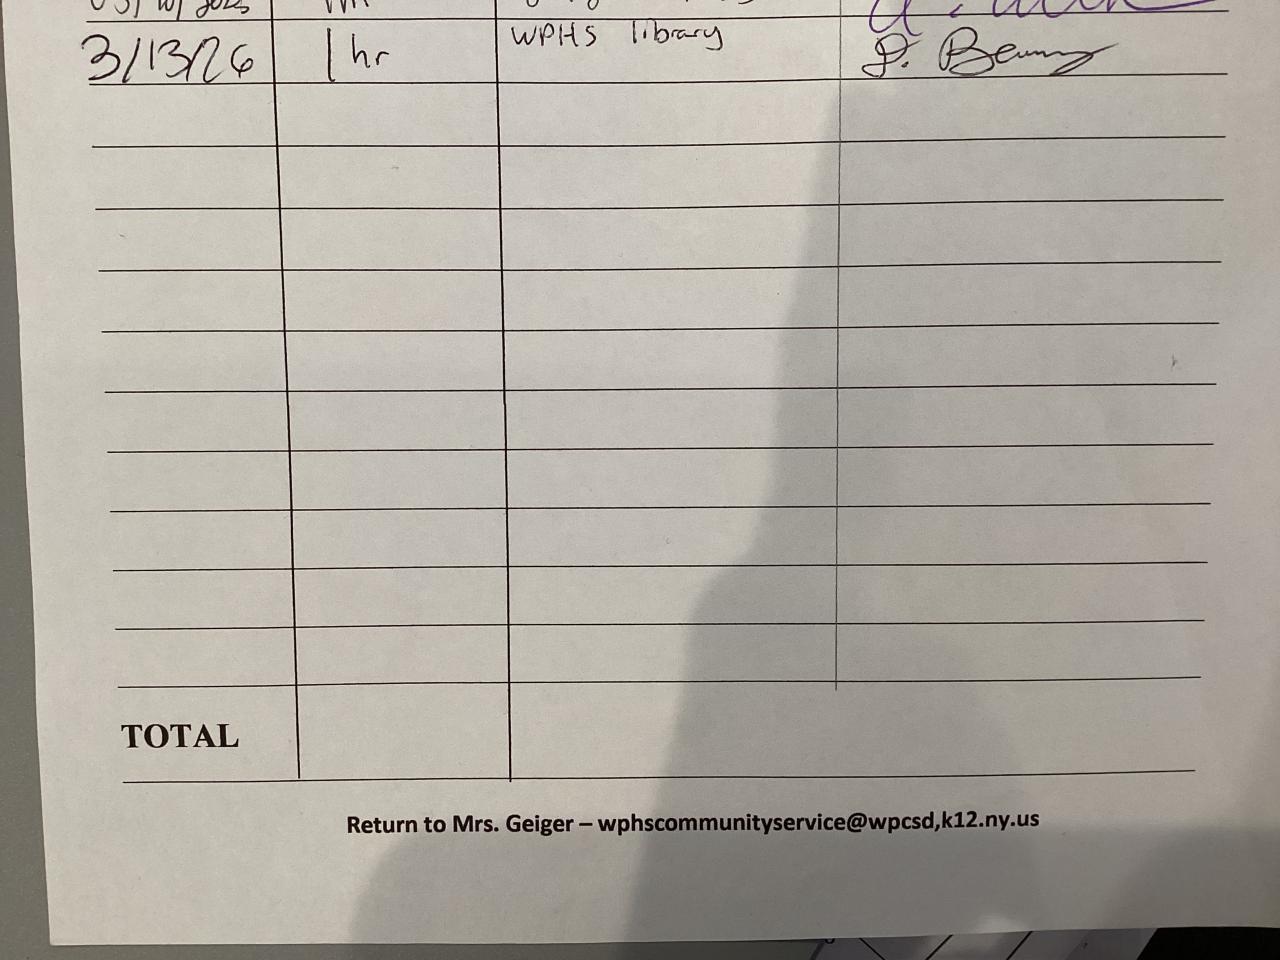 3/13/26 1 hr WPHS library
TOTAL
Return to Mrs. Geiger – wphscommunityservice@wpcsd,k12.ny.us